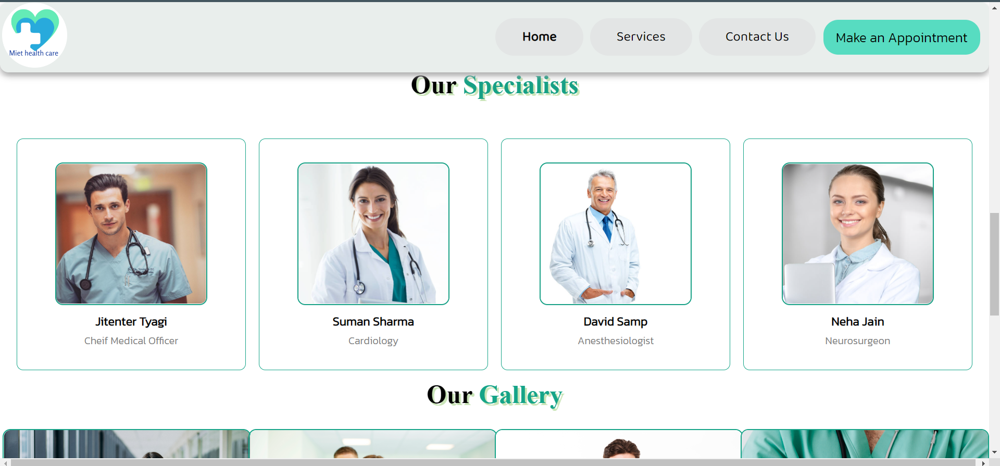 Miet health care
Home
Services
Contact Us
Make an Appointment
Our Specialists
Jitenter Tyagi
Cheif Medical Officer
Suman Sharma
Cardiology
David Samp
Anesthesiologist
Neha Jain
Neurosurgeon
Our Gallery